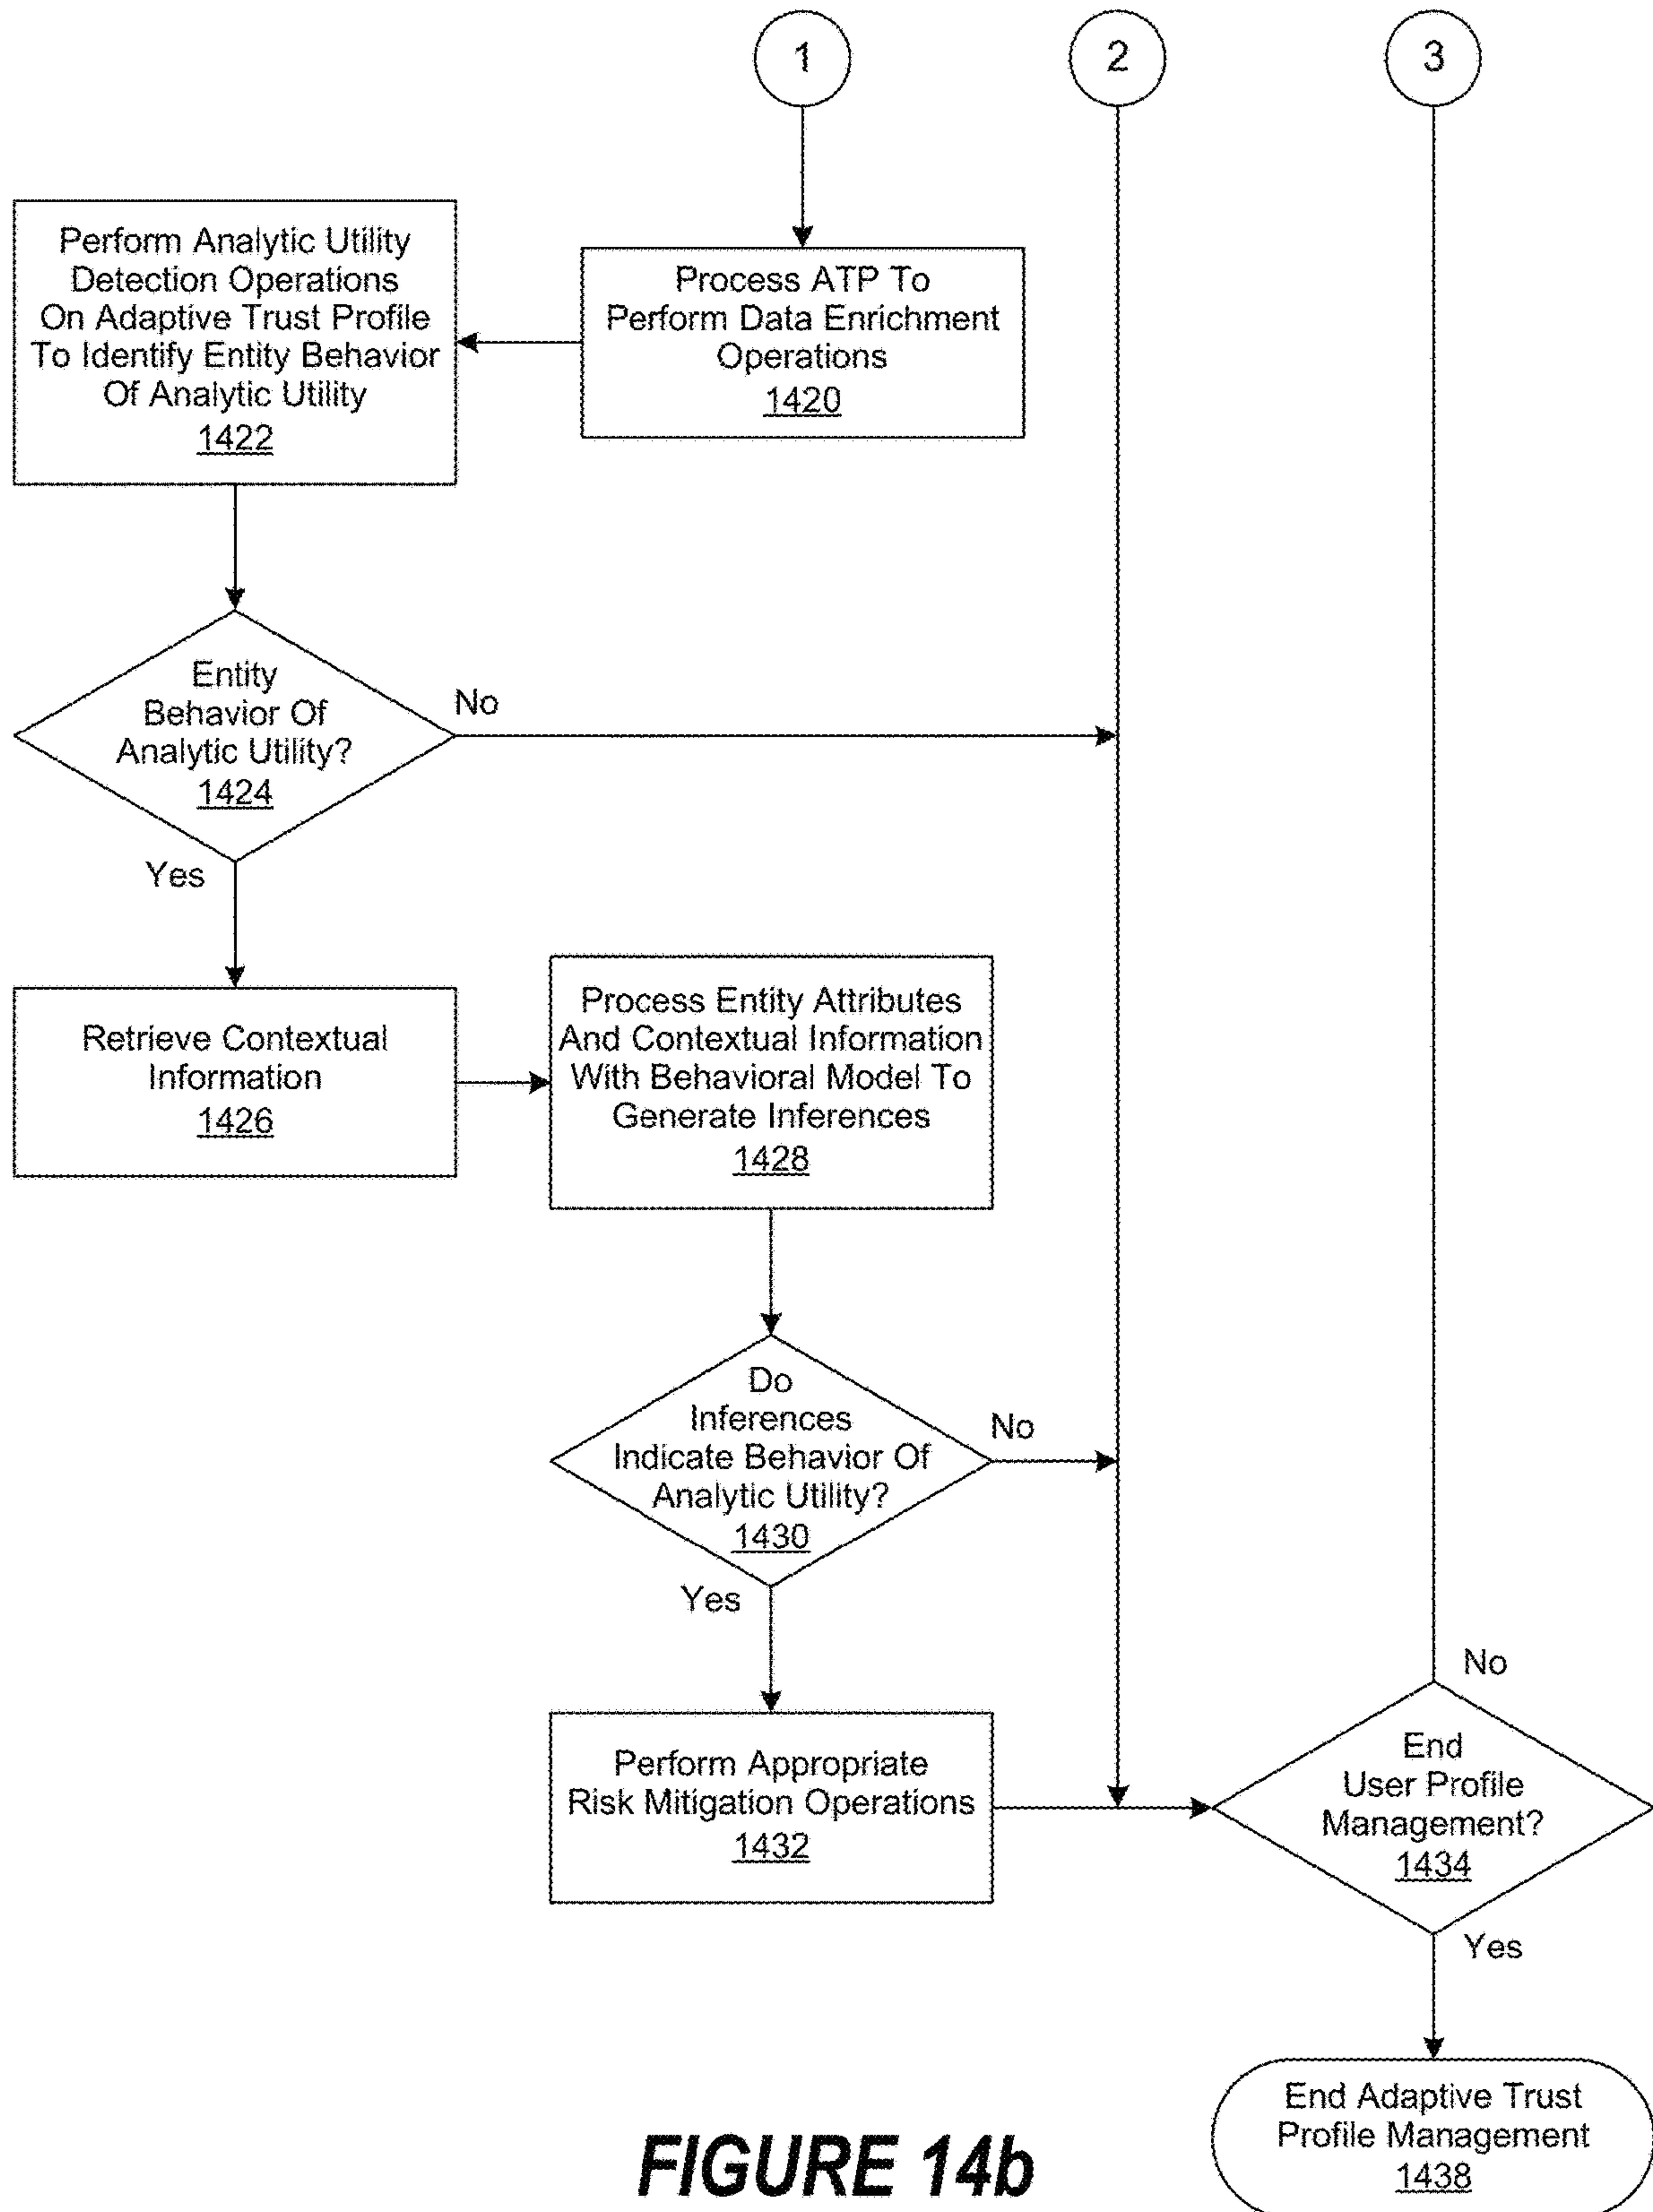 1
2
3
Perform Analytic Utility
Detection Operations
On Adaptive Trust Profile
To Identify Entity Behavior
Of Analytic Utility
1422
Process ATP To
Perform Data Enrichment
Operations
1420
Entity
Behavior Of
Analytic Utility?
1424
No
Yes
Retrieve Contextual
Information
1426
Process Entity Attributes
And Contextual Information
With Behavioral Model To
Generate Inferences
1428
Do
Inferences
Indicate Behavior Of
Analytic Utility?
1430
No
Yes
Perform Appropriate
Risk Mitigation Operations
1432
No
End
User Profile
Management?
1434
Yes
End Adaptive Trust
Profile Management
1438
FIGURE 14b